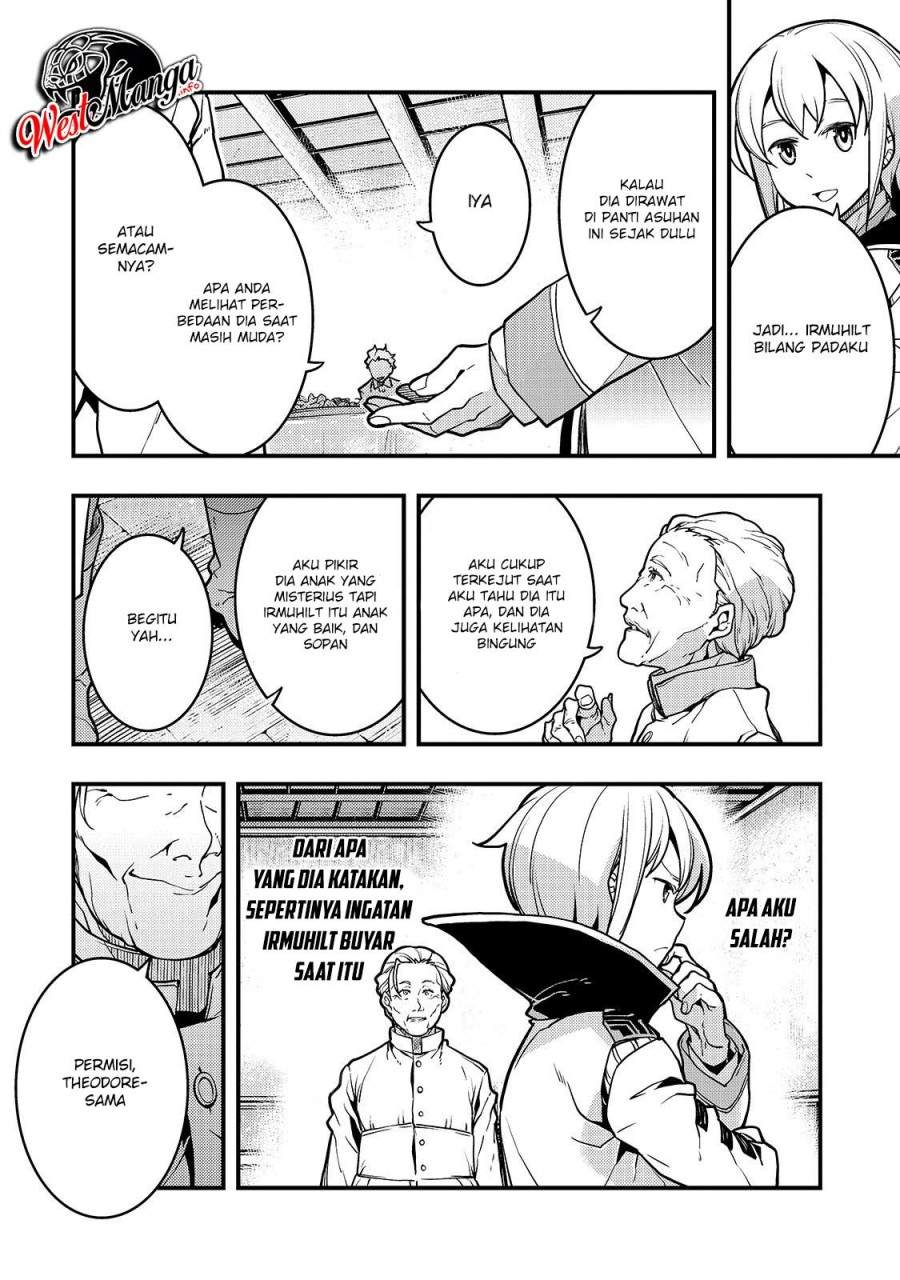 WestManga
.info
JADI... IRMUHILT
BILANG PADAKU
KALAU
DIA DIRAWAT
DI PANTI ASUHAN
INI SEJAK DULU
IYA
APA ANDA
MELIHAT PER-
BEDAAN DIA SAAT
MASIH MUDA?
ATAU
SEMACAM-
NYA?
AKU CUKUP
TERKEJUT SAAT
AKU TAHU DIA ITU
APA, DAN DIA
JUGA KELIHATAN
BINGUNG
AKU PIKIR
DIA ANAK YANG
MISTERIUS TAPI
IRMUHILT ITU ANAK
YANG BAIK, DAN
SOPAN
BEGITU
YAH...
APA AKU
SALAH?
DARI APA
YANG DIA KATAKAN,
SEPERTINYA INGATAN
IRMUHILT BUYAR
SAAT ITU
PERMISI,
THEODORE-
SAMA